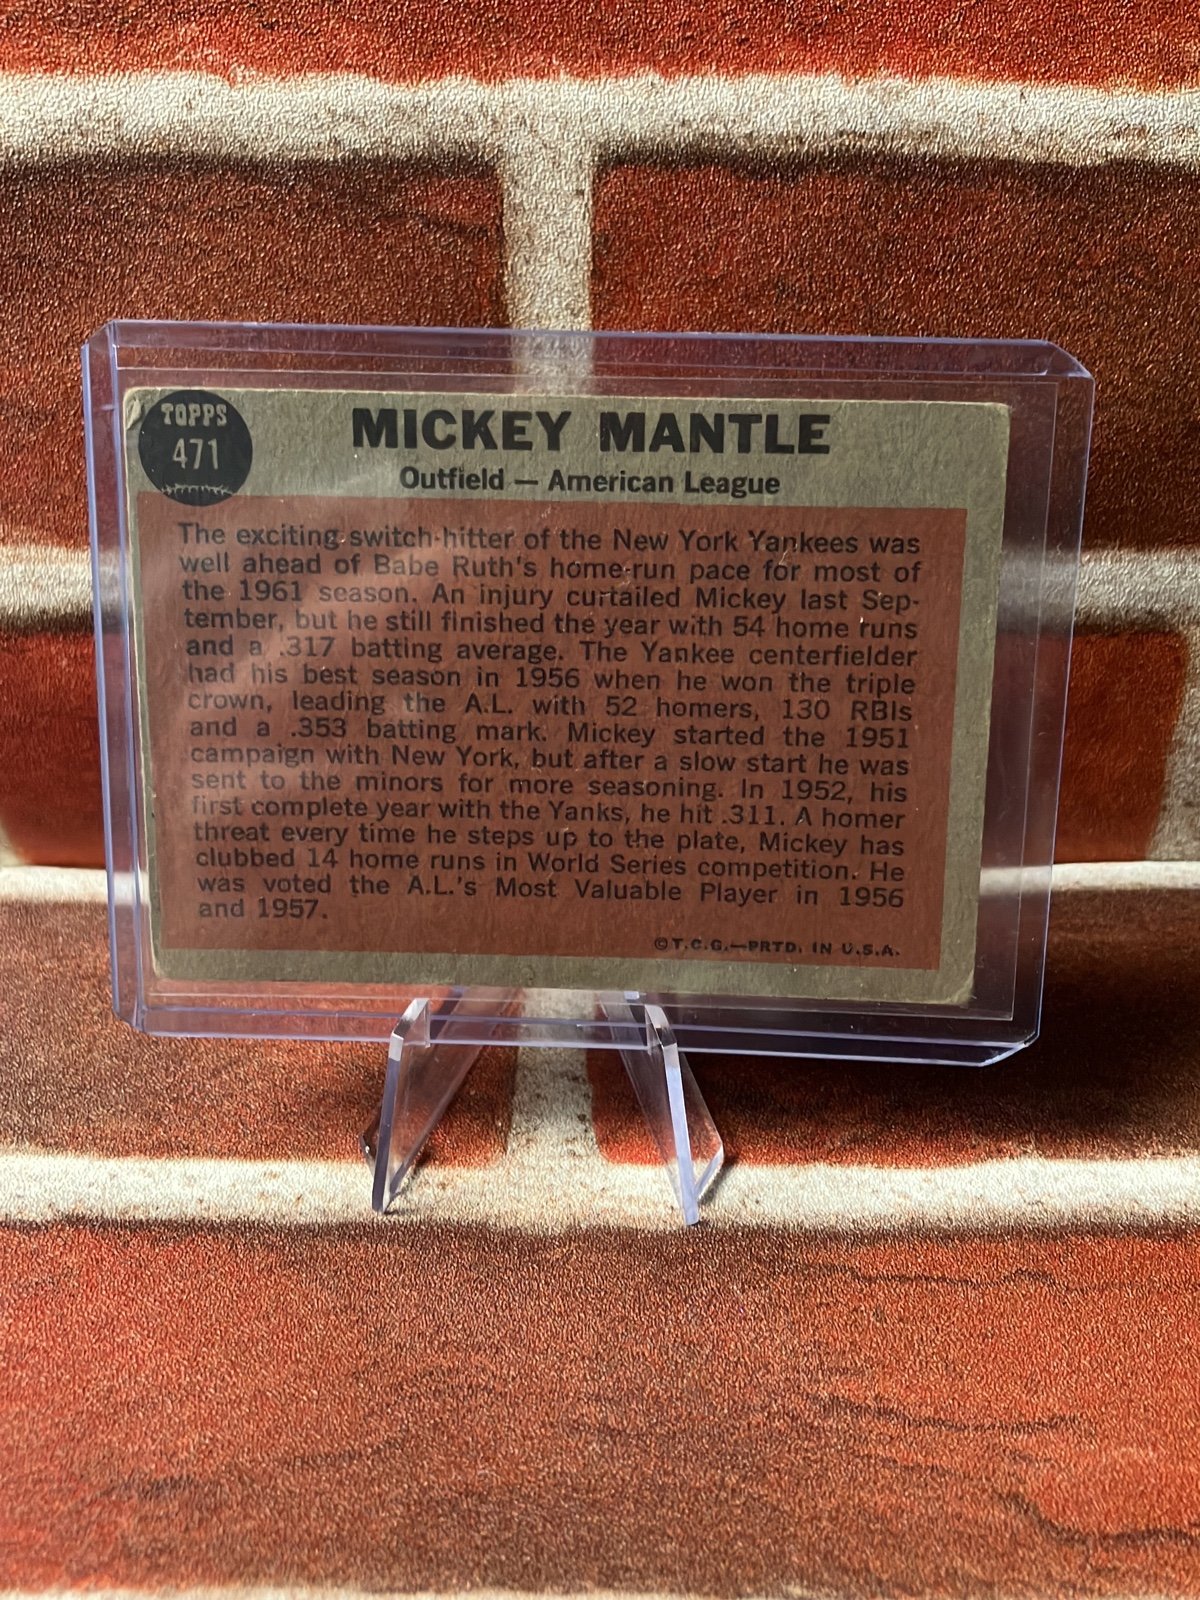 TOPPS
471
MICKEY MANTLE
Outfield — American League
The exciting switch-hitter of the New York Yankees was
well ahead of Babe Ruth's home-run pace for most of
the 1961 season. An injury curtailed Mickey last Sep-
tember, but he still finished the year with 54 home runs
and a .317 batting average. The Yankee centerfielder
had his best season in 1956 when he won the triple
crown, leading the A.L. with 52 homers, 130 RBIs
and a .353 batting mark. Mickey started the 1951
campaign with New York, but after a slow start he was
sent to the minors for more seasoning. In 1952, his
first complete year with the Yanks, he hit .311. A homer
threat every time he steps up to the plate, Mickey has
clubbed 14 home runs in World Series competition. He
was voted the A.L.'s Most Valuable Player in 1956
and 1957.
©T.C.G.—PRTD. IN U.S.A.